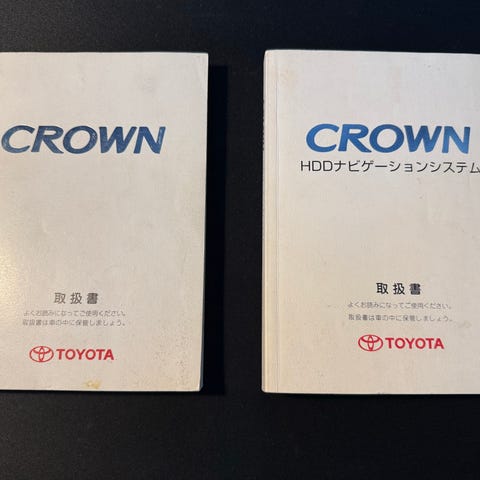 CROWN
取扱書
よくお読みになってご使用ください。
取扱書は車の中に保管しましょう。
TOYOTA
CROWN
HDDナビゲーションシステム
取扱書
よくお読みになってご使用ください。
取扱書は車の中に保管しましょう。
TOYOTA